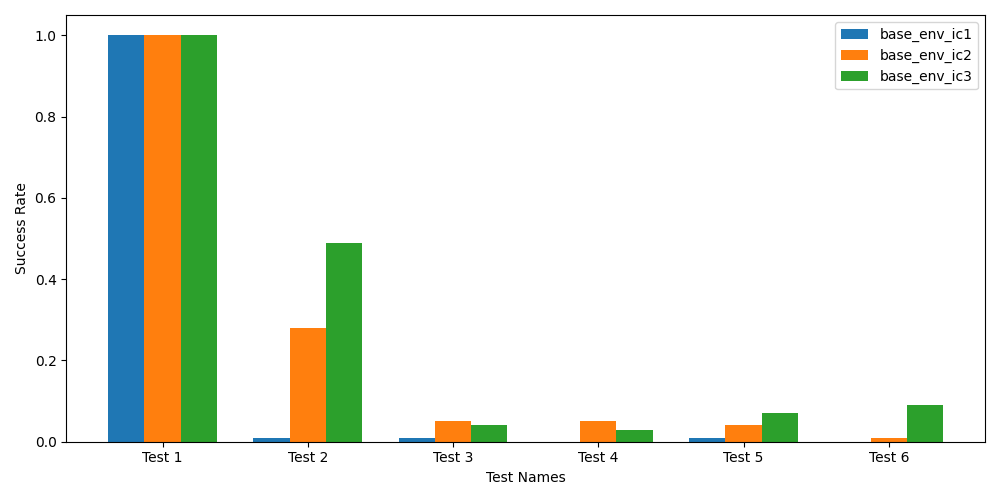 base_env_ic1
base_env_ic2
base_env_ic3
Success Rate
1.0
0.8
0.6
0.4
0.2
0.0
Test 1 Test 2 Test 3 Test 4 Test 5 Test 6
Test Names